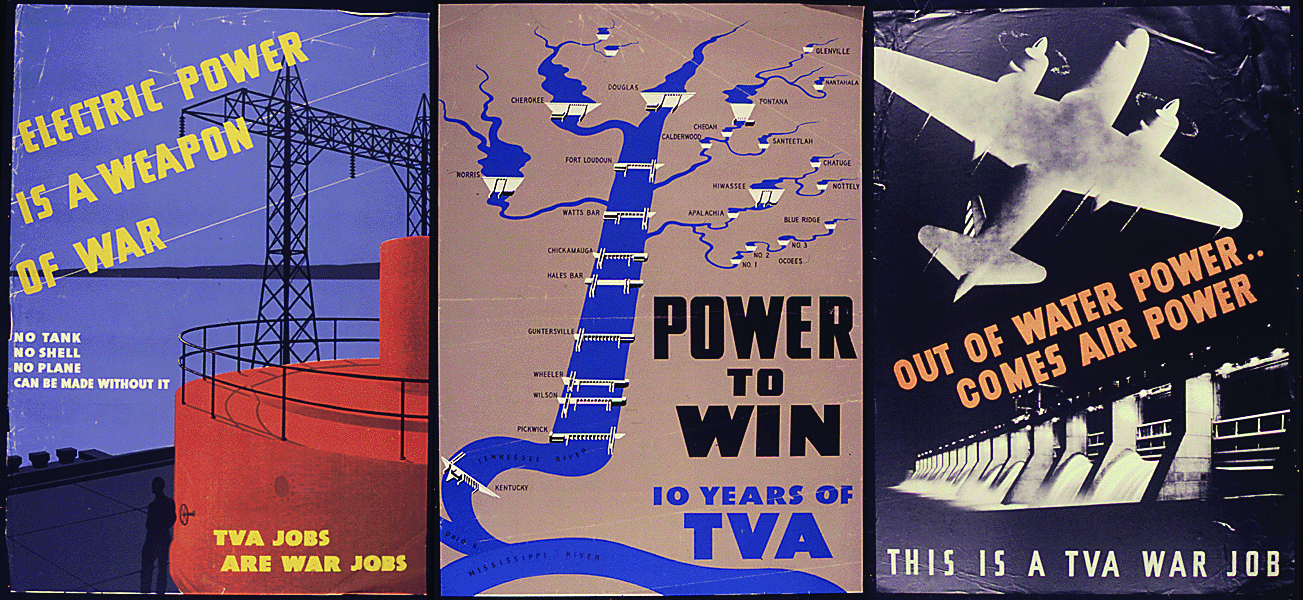 ELECTRIC POWER
IS A WEAPON
OF WAR
NO TANK
NO SHELL
NO PLANE
CAN BE MADE WITHOUT IT
TVA JOBS
ARE WAR JOBS
GLENVILLE
NANTAHALA
DOUGLAS
CHEROKEE
FONTANA
CHEOAH
CALDERWOOD
SANTEETLAH
FORT LOUDOUN
CHATUGE
NORRIS
HIWASSEE
NOTTELY
WATTS BAR
APALACHIA
BLUE RIDGE
CHICKAMAUGA
NO. 3
NO. 2
NO. 1
OCOEES
HALES BAR
GUNTERSVILLE
WHEELER
WILSON
PICKWICK
TENNESSEE RIVER
KENTUCKY
OHIO R.
MISSISSIPPI RIVER
POWER
TO
WIN
10 YEARS OF
TVA
OUT OF WATER POWER..
COMES AIR POWER
THIS IS A TVA WAR JOB